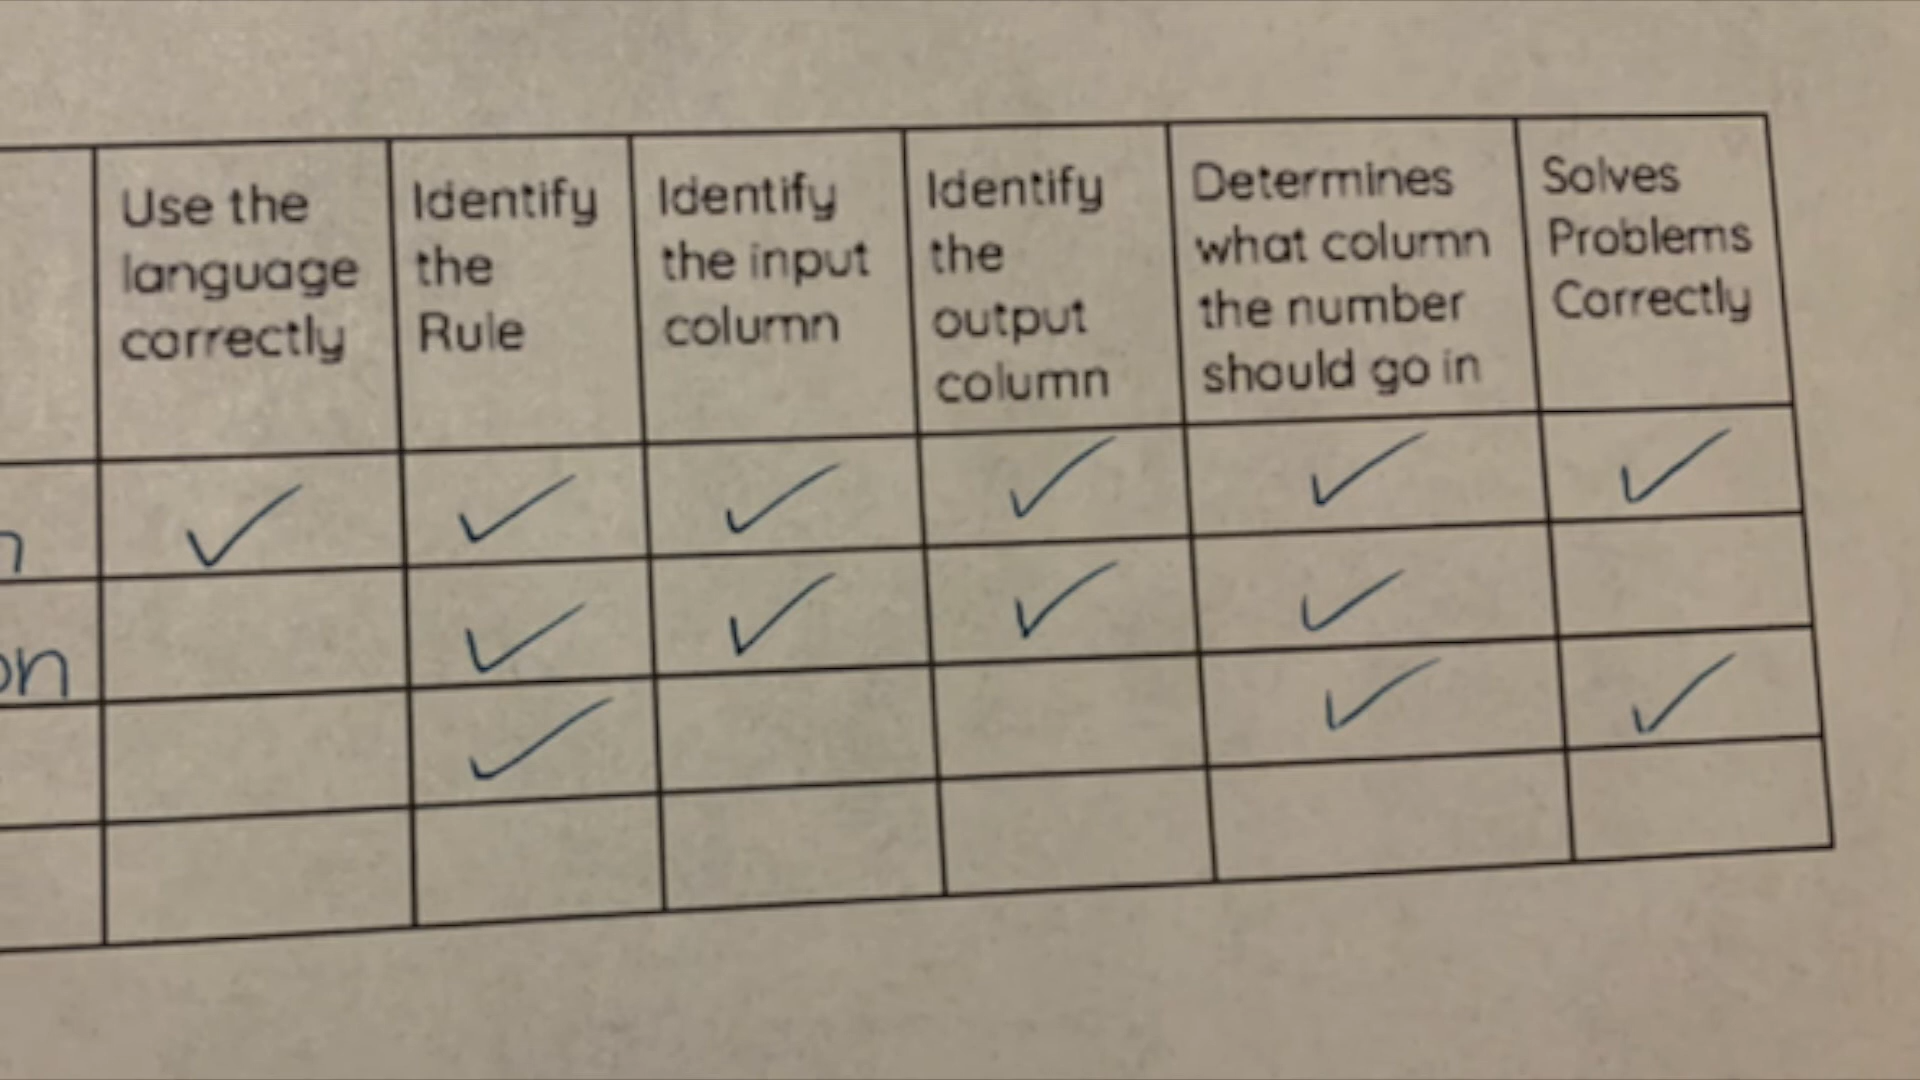 Use the
language
correctly
Identify
the
Rule
Identify
the input
column
Identify
the
output
column
Determines
what column
the number
should go in
Solves
Problems
Correctly